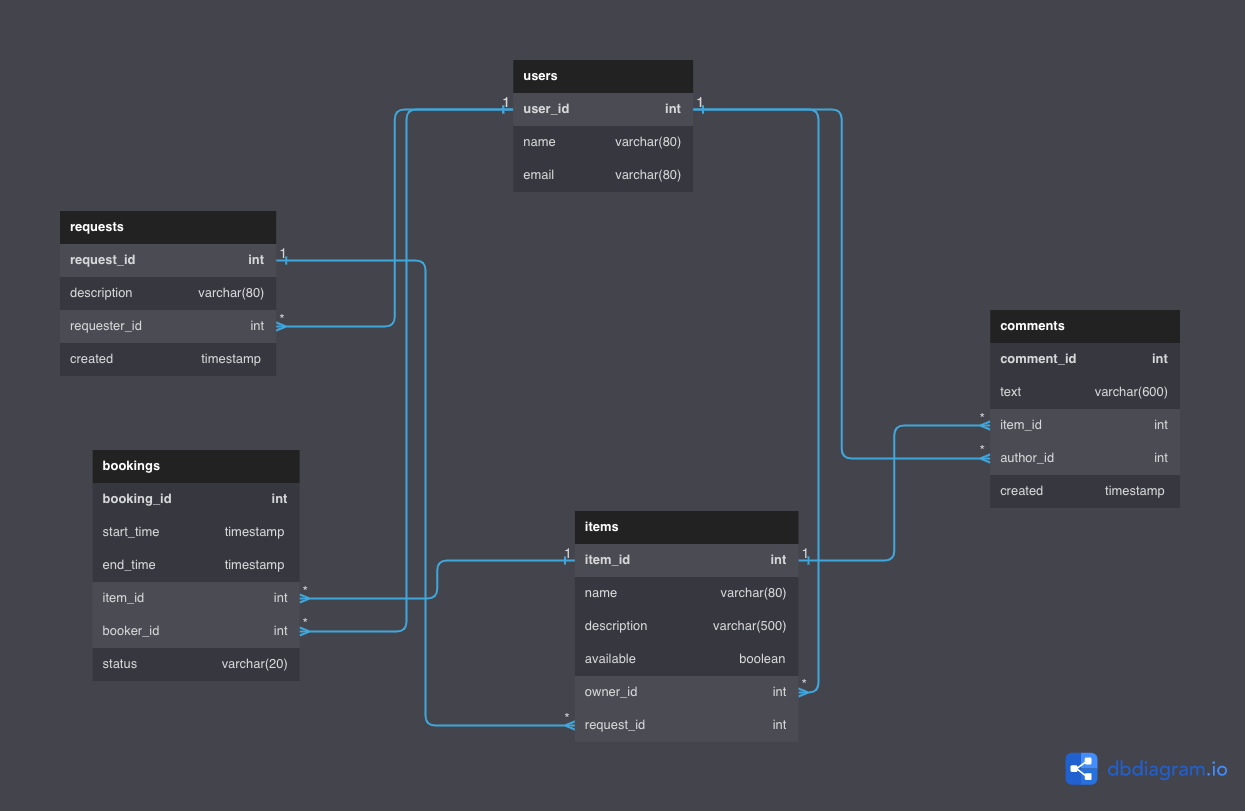 users
1 user_id int 1
name varchar(80)
email varchar(80)
requests
request_id int 1
description varchar(80)
requester_id int *
created timestamp
comments
comment_id int
text varchar(600)
* item_id int
* author_id int
created timestamp
bookings
booking_id int
start_time timestamp
end_time timestamp
item_id int *
booker_id int *
status varchar(20)
items
1 item_id int 1
name varchar(80)
description varchar(500)
available boolean
owner_id int *
* request_id int
dbdiagram.io